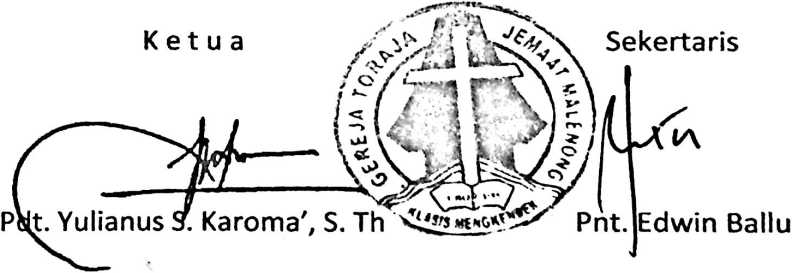 K e t u a
Sekertaris
GEREJA TORAJA JEMAAT MALENONG
KLASIS MENGKENDEK
Pdt. Yulianus S. Karoma’, S. Th
Pnt. Edwin Ballu